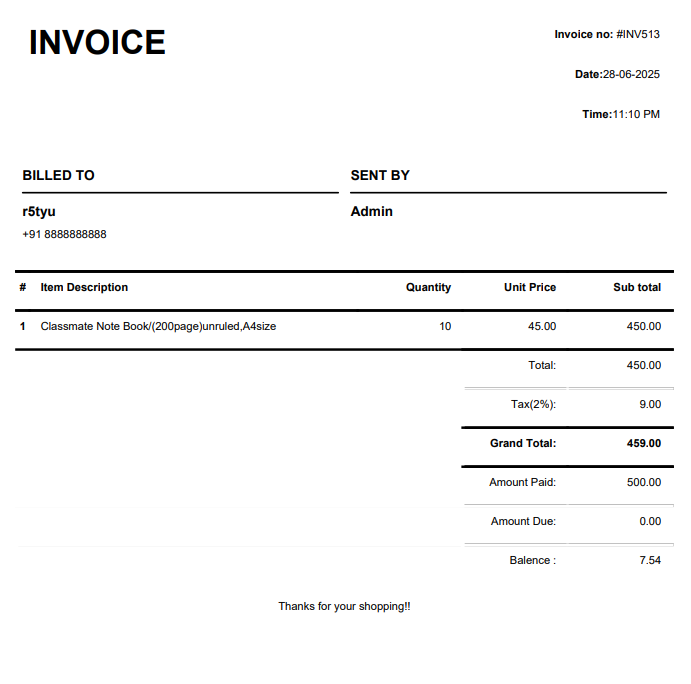 INVOICE
Invoice no: #INV513
Date:28-06-2025
Time:11:10 PM
BILLED TO
r5tyu
+91 8888888888
SENT BY
Admin
# Item Description Quantity Unit Price Sub total
1 Classmate Note Book/(200page)unruled,A4size 10 45.00 450.00
Total: 450.00
Tax(2%): 9.00
Grand Total: 459.00
Amount Paid: 500.00
Amount Due: 0.00
Balence : 7.54
Thanks for your shopping!!